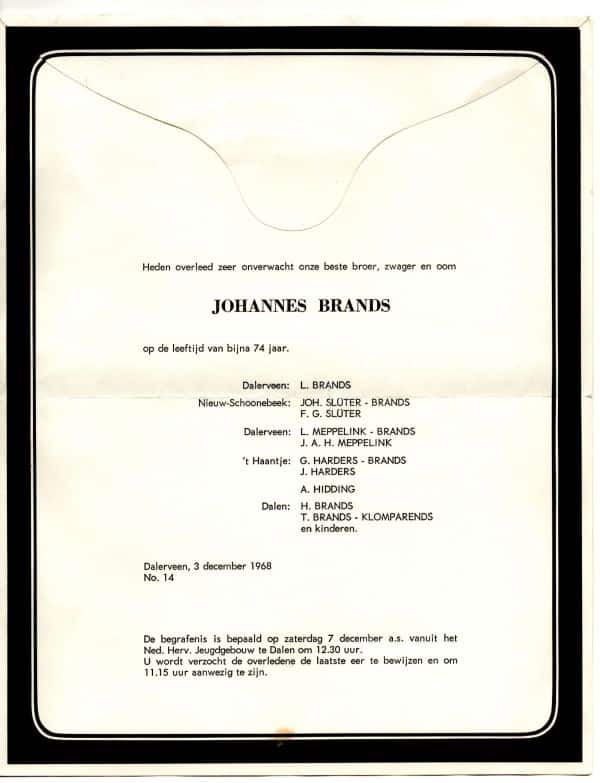 Heden overleed zeer onverwacht onze beste broer, zwager en oom
JOHANNES BRANDS
op de leeftijd van bijna 74 jaar.
Dalerveen: L. BRANDS
Nieuw-Schoonebeek: JOH. SLÜTER - BRANDS
F. G. SLÜTER
Dalerveen: L. MEPPELINK - BRANDS
J. A. H. MEPPELINK
't Haantje: G. HARDERS - BRANDS
J. HARDERS
A. HIDDING
Dalen: H. BRANDS
T. BRANDS - KLOMPARENDS
en kinderen.
Dalerveen, 3 december 1968
No. 14
De begrafenis is bepaald op zaterdag 7 december a.s. vanuit het
Ned. Herv. Jeugdgebouw te Dalen om 12.30 uur.
U wordt verzocht de overledene de laatste eer te bewijzen en om
11.15 uur aanwezig te zijn.